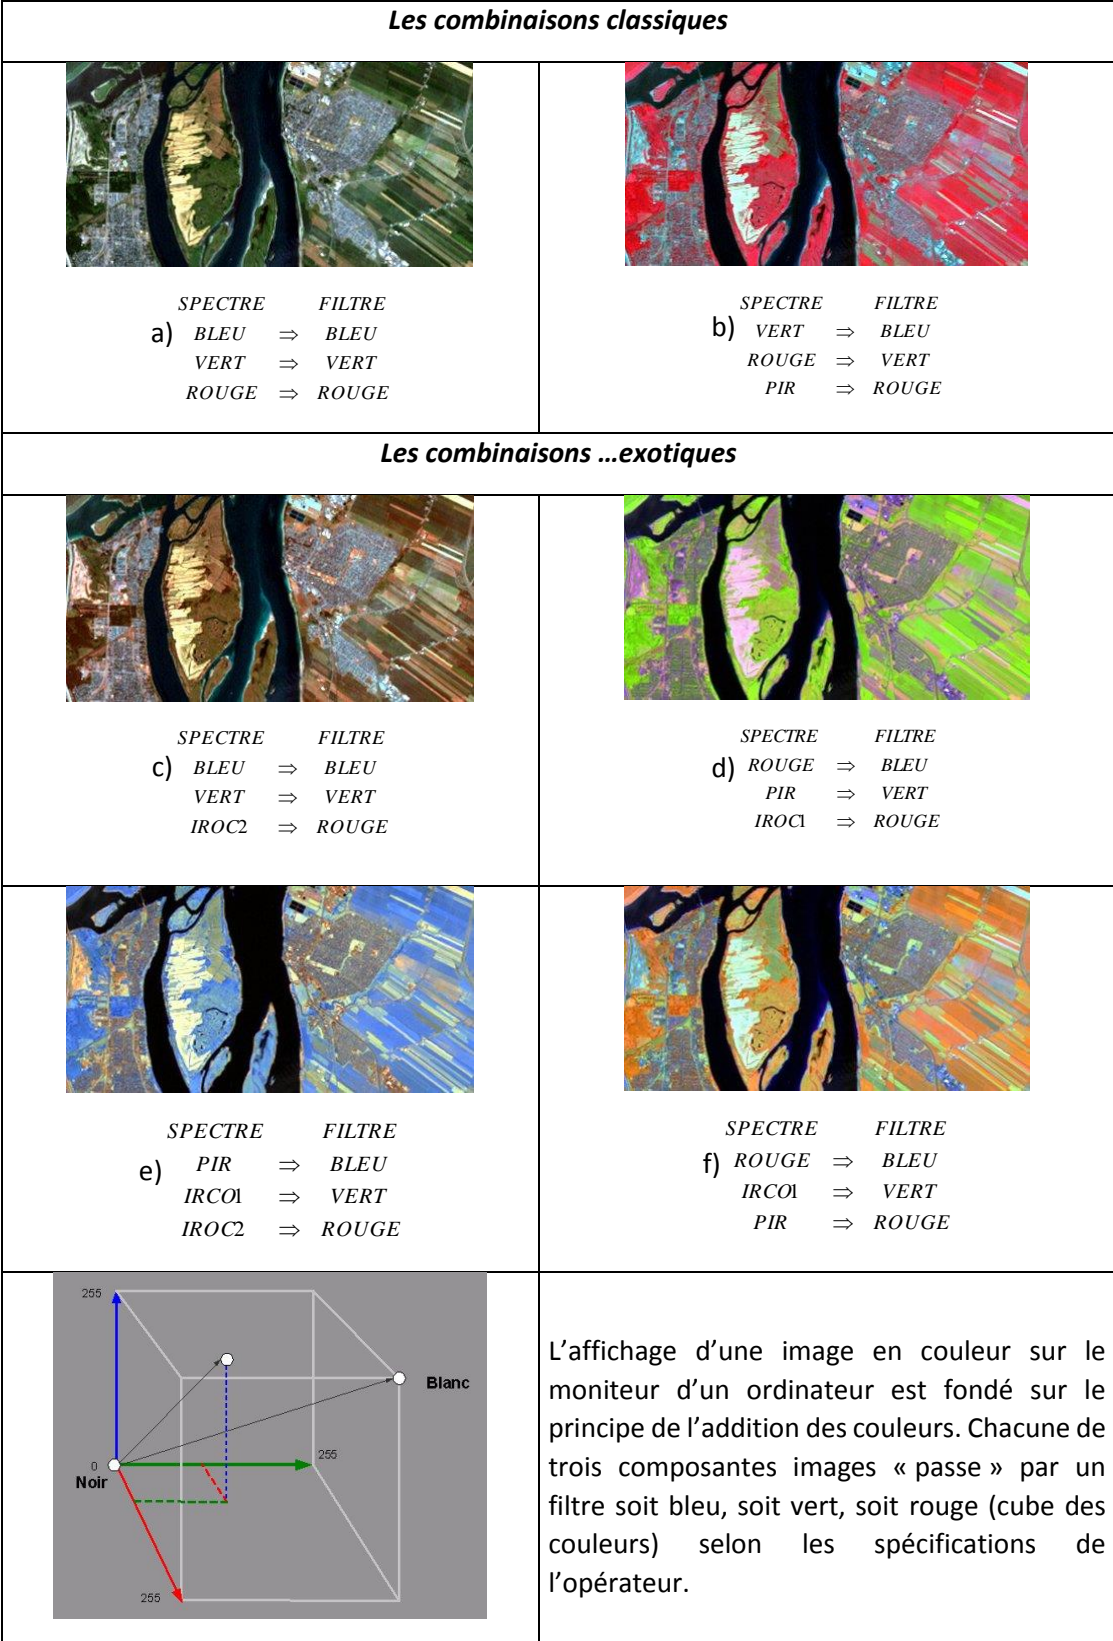 Les combinaisons classiques
SPECTRE FILTRE
a) BLEU ⇒ BLEU
VERT ⇒ VERT
ROUGE ⇒ ROUGE
SPECTRE FILTRE
b) VERT ⇒ BLEU
ROUGE ⇒ VERT
PIR ⇒ ROUGE
Les combinaisons ...exotiques
SPECTRE FILTRE
c) BLEU ⇒ BLEU
VERT ⇒ VERT
IROC2 ⇒ ROUGE
SPECTRE FILTRE
d) ROUGE ⇒ BLEU
PIR ⇒ VERT
IROC1 ⇒ ROUGE
SPECTRE FILTRE
e) PIR ⇒ BLEU
IRCO1 ⇒ VERT
IROC2 ⇒ ROUGE
SPECTRE FILTRE
f) ROUGE ⇒ BLEU
IRCO1 ⇒ VERT
PIR ⇒ ROUGE
255
Blanc
0
255
Noir
255
L'affichage d'une image en couleur sur le
moniteur d'un ordinateur est fondé sur le
principe de l'addition des couleurs. Chacune de
trois composantes images « passe » par un
filtre soit bleu, soit vert, soit rouge (cube des
couleurs) selon les spécifications de
l'opérateur.